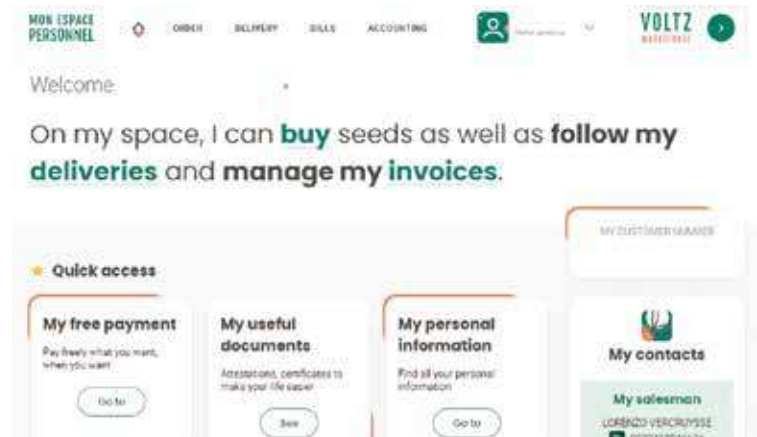 MON ESPACE
PERSONNEL
ORDER
DELIVERY
BILLS
ACCOUNTING
VOLTZ
Welcome
On my space, I can buy seeds as well as follow my
deliveries and manage my invoices.
MY CUSTOMER NUMBER
Quick access
My free payment
Pay freely what you want,
when you want
Go to
My useful
documents
Attestations, certificates to
make your life easier
See
My personal
information
Find all your personal
information
Go to
My contacts
My salesman
LORENZO VERCRUYSSE